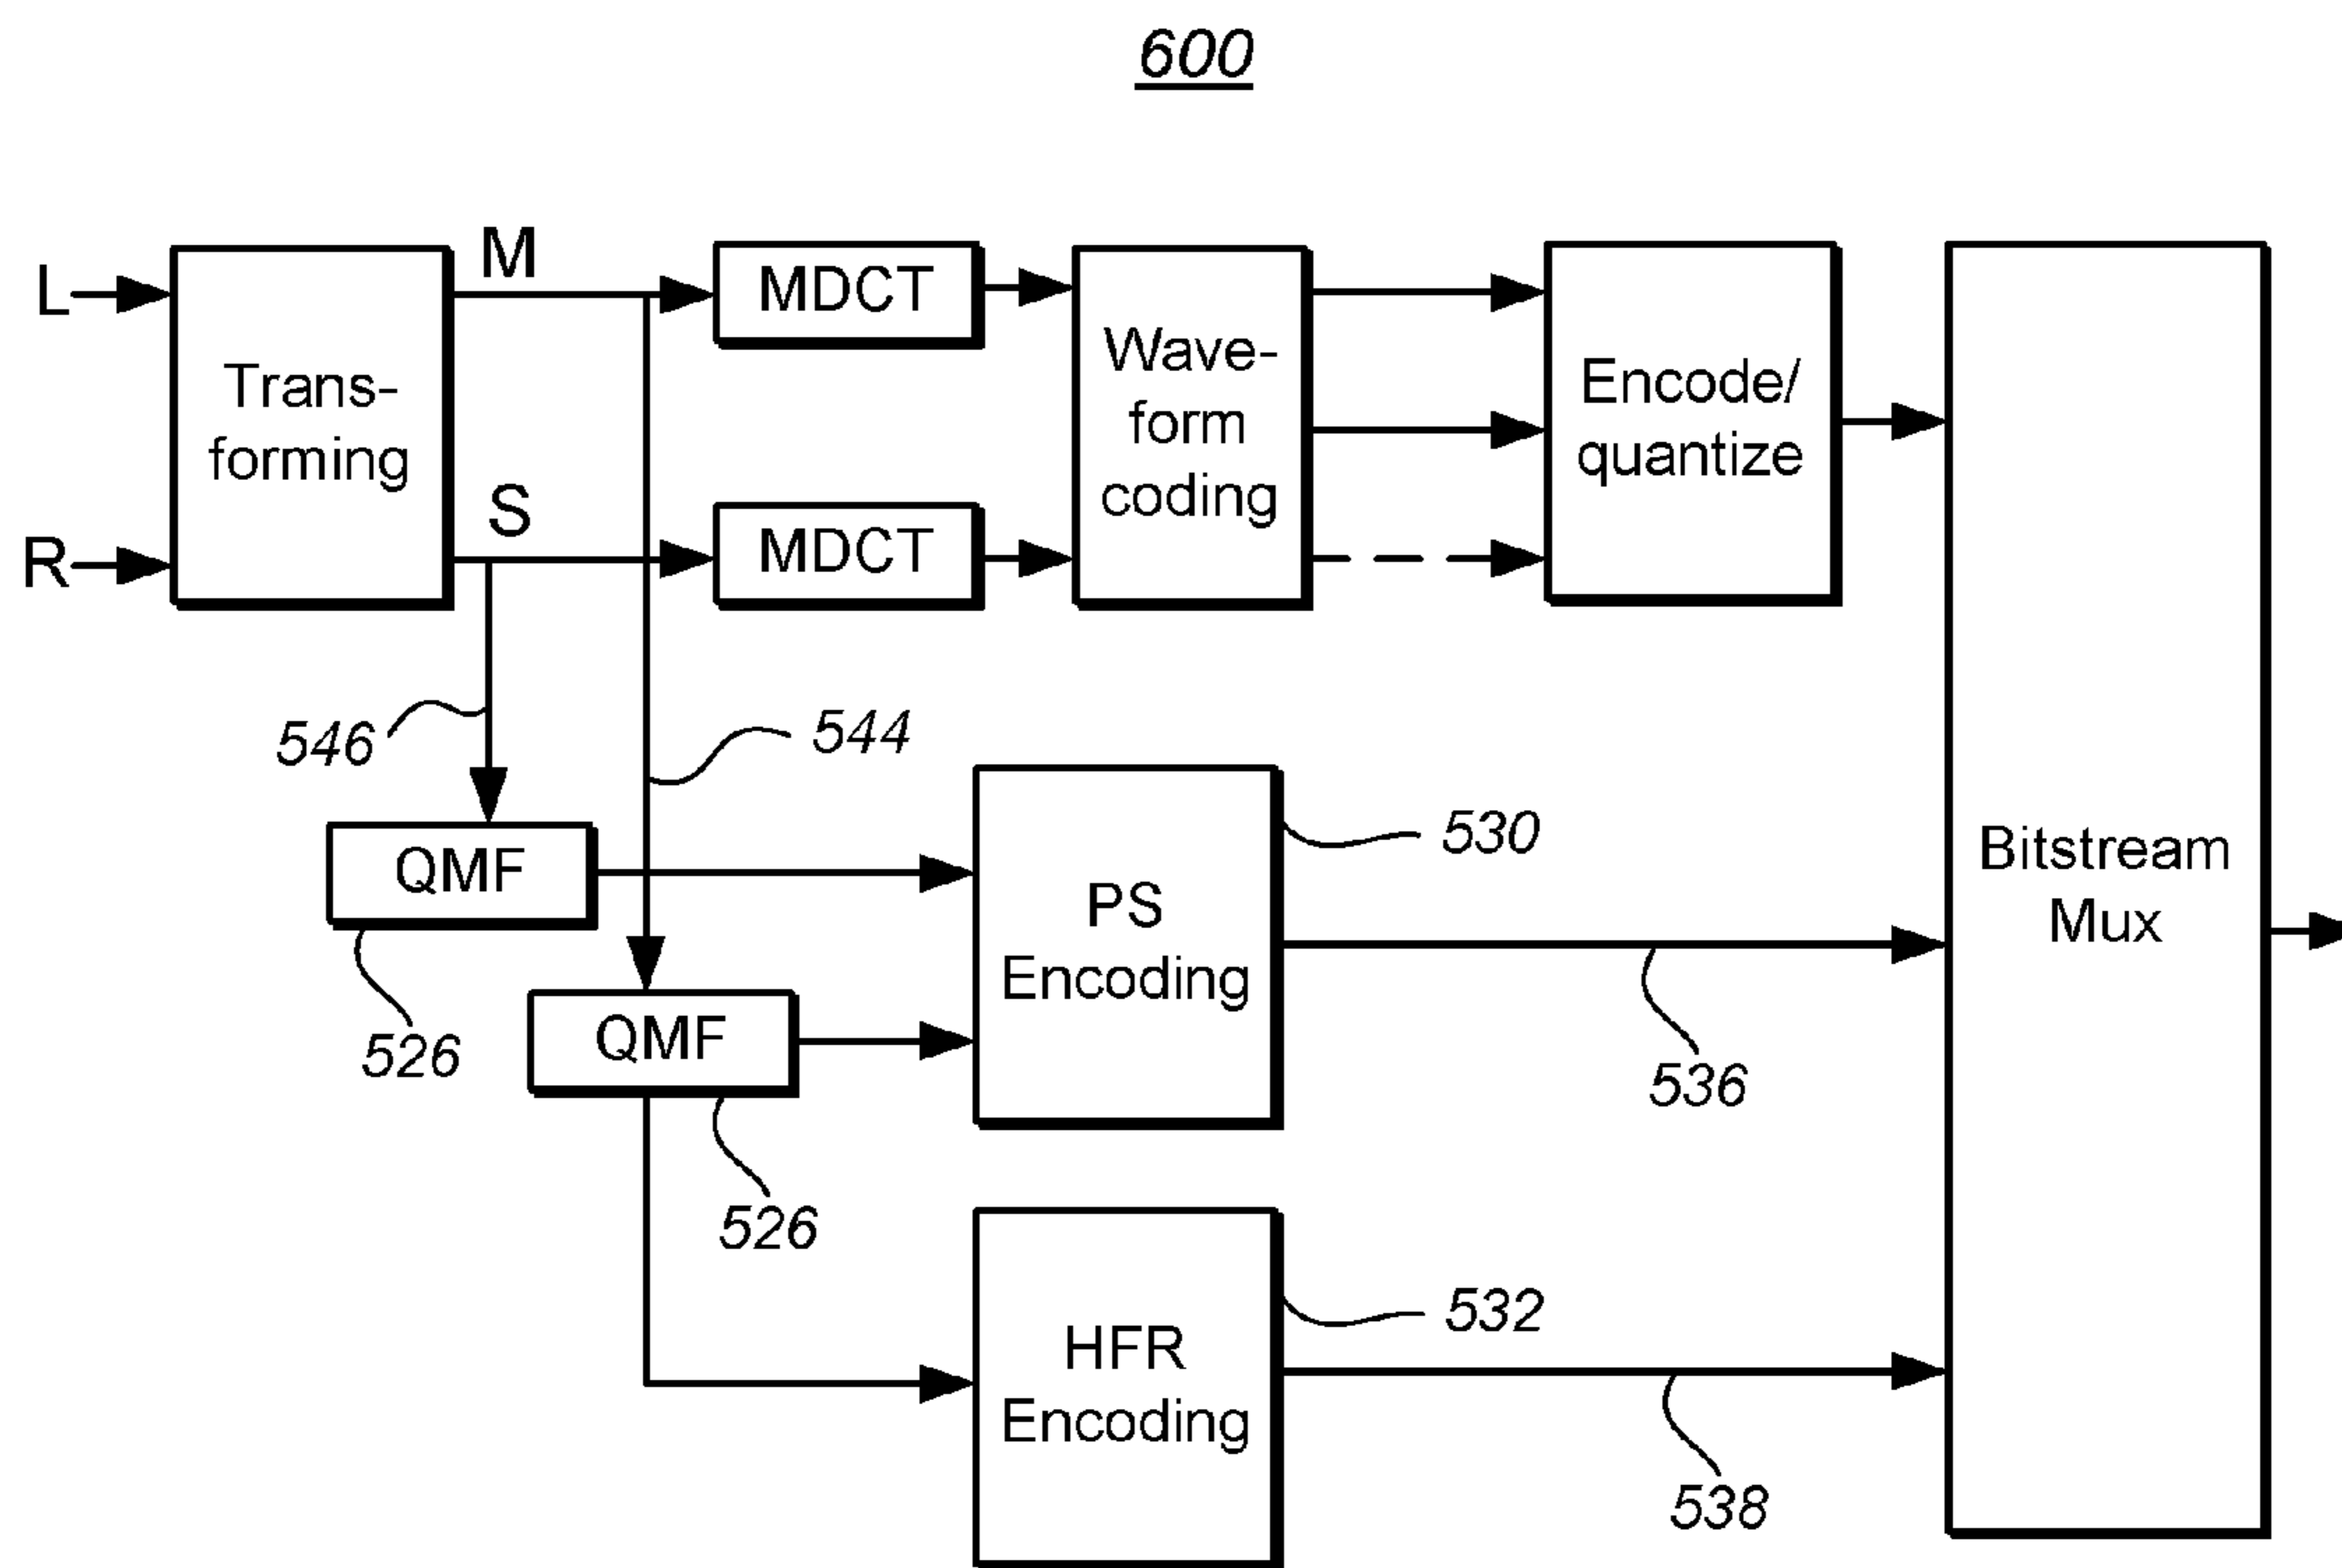 600
L
R
Trans-
forming
M
S
MDCT
MDCT
Wave-
form
coding
Encode/
quantize
546
544
QMF
526
QMF
526
PS
Encoding
530
536
HFR
Encoding
532
538
Bitstream
Mux